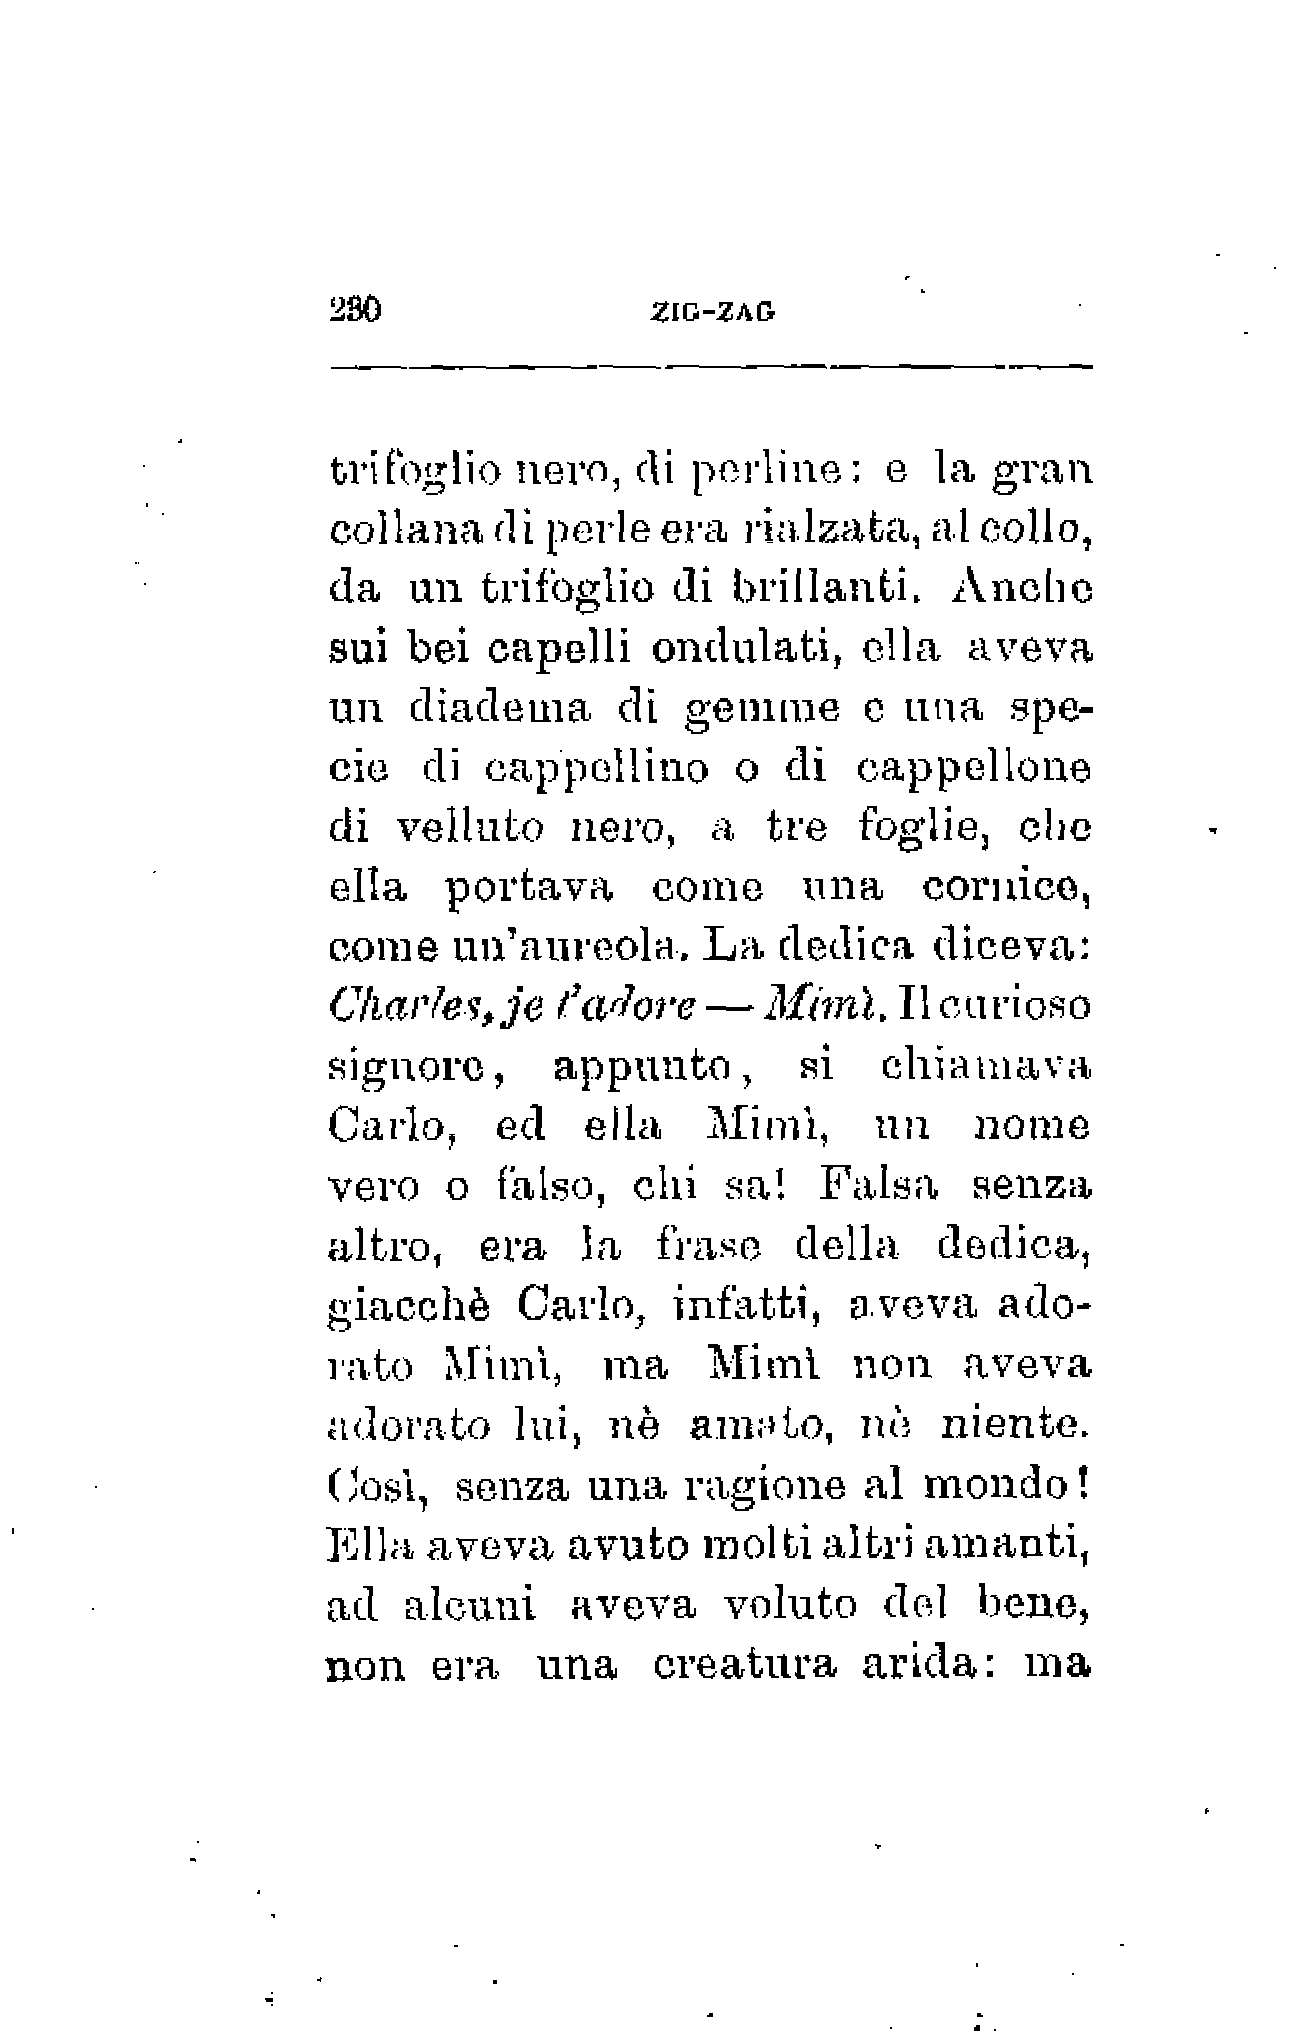 230 ZIG-ZAG
trifoglio nero, di perline: e la gran
collana di perle era rialzata, al collo,
da un trifoglio di brillanti. Anche
sui bei capelli ondulati, ella aveva
un diadema di gemme e una spe-
cie di cappellino o di cappellone
di velluto nero, a tre foglie, che
ella portava come una cornice,
come un'aureola. La dedica diceva:
Charles, je t'adore — Mimì. Il curioso
signore, appunto, si chiamava
Carlo, ed ella Mimì, un nome
vero o falso, chi sa! Falsa senza
altro, era la frase della dedica,
giacchè Carlo, infatti, aveva ado-
rato Mimì, ma Mimì non aveva
adorato lui, nè amato, nè niente.
Così, senza una ragione al mondo!
Ella aveva avuto molti altri amanti,
ad alcuni aveva voluto del bene,
non era una creatura arida: ma